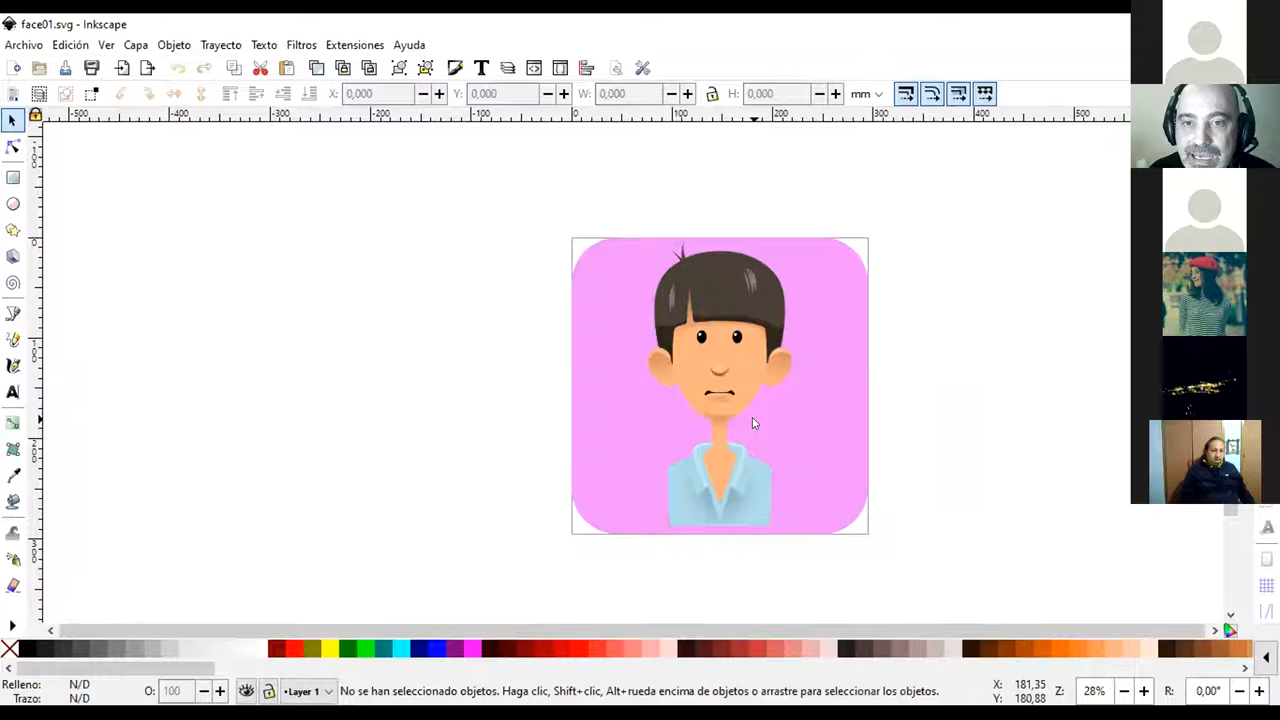 face01.svg - Inkscape
Archivo Edición Ver Capa Objeto Trayecto Texto Filtros Extensiones Ayuda
X: 0,000 Y: 0,000 W: 0,000 H: 0,000 mm
-500 -400 -300 -200 -100 0 100 200 300 400 500
Relleno: N/D
Trazo: N/D
O: 100
Layer 1
No se han seleccionado objetos. Haga clic, Shift+clic, Alt+rueda encima de objetos o arrastre para seleccionar los objetos.
X: 181,35
Y: 180,88
Z: 28%
R: 0,00°